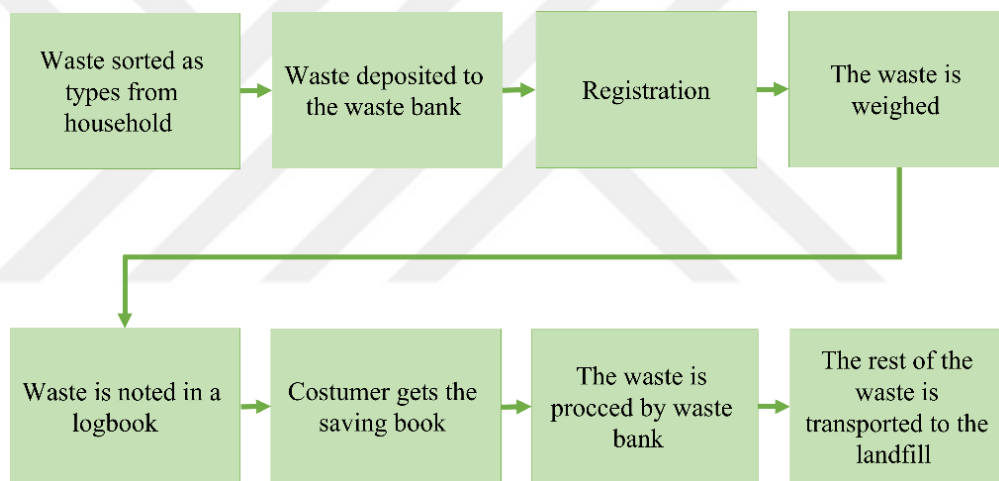 Waste sorted as
types from
household
Waste deposited to
the waste bank
Registration
The waste is
weighed
Waste is noted in a
logbook
Costumer gets the
saving book
The waste is
procced by waste
bank
The rest of the
waste is
transported to the
landfill